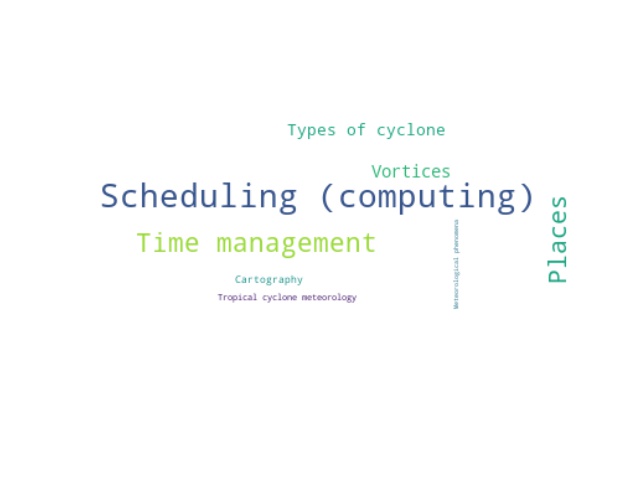 Types of cyclone
Vortices
Scheduling (computing)
Places
Time management
Meteorological phenomena
Cartography
Tropical cyclone meteorology